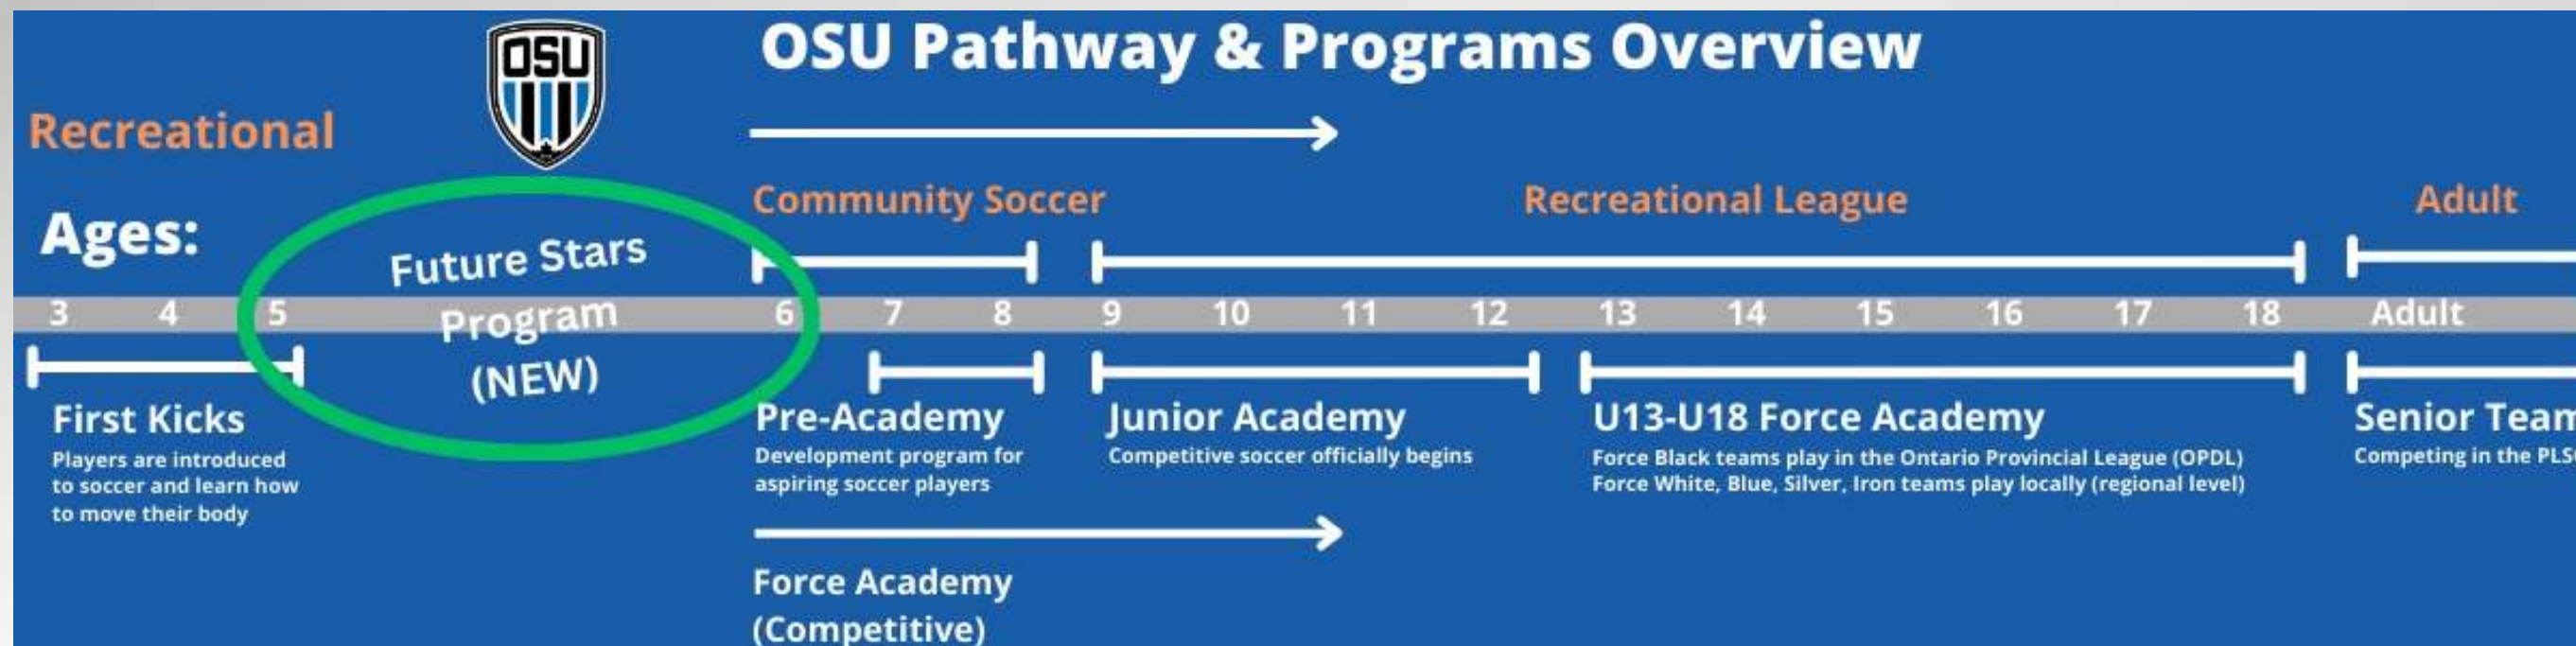 OSU
OSU Pathway & Programs Overview
Recreational
Community Soccer
Recreational League
Adult
Ages:
Future Stars
Program
(NEW)
3 4 5 6 7 8 9 10 11 12 13 14 15 16 17 18 Adult
First Kicks
Players are introduced
to soccer and learn how
to move their body
Pre-Academy
Development program for
aspiring soccer players
Junior Academy
Competitive soccer officially begins
U13-U18 Force Academy
Force Black teams play in the Ontario Provincial League (OPDL)
Force White, Blue, Silver, Iron teams play locally (regional level)
Senior
Competing in the
Force Academy
(Competitive)